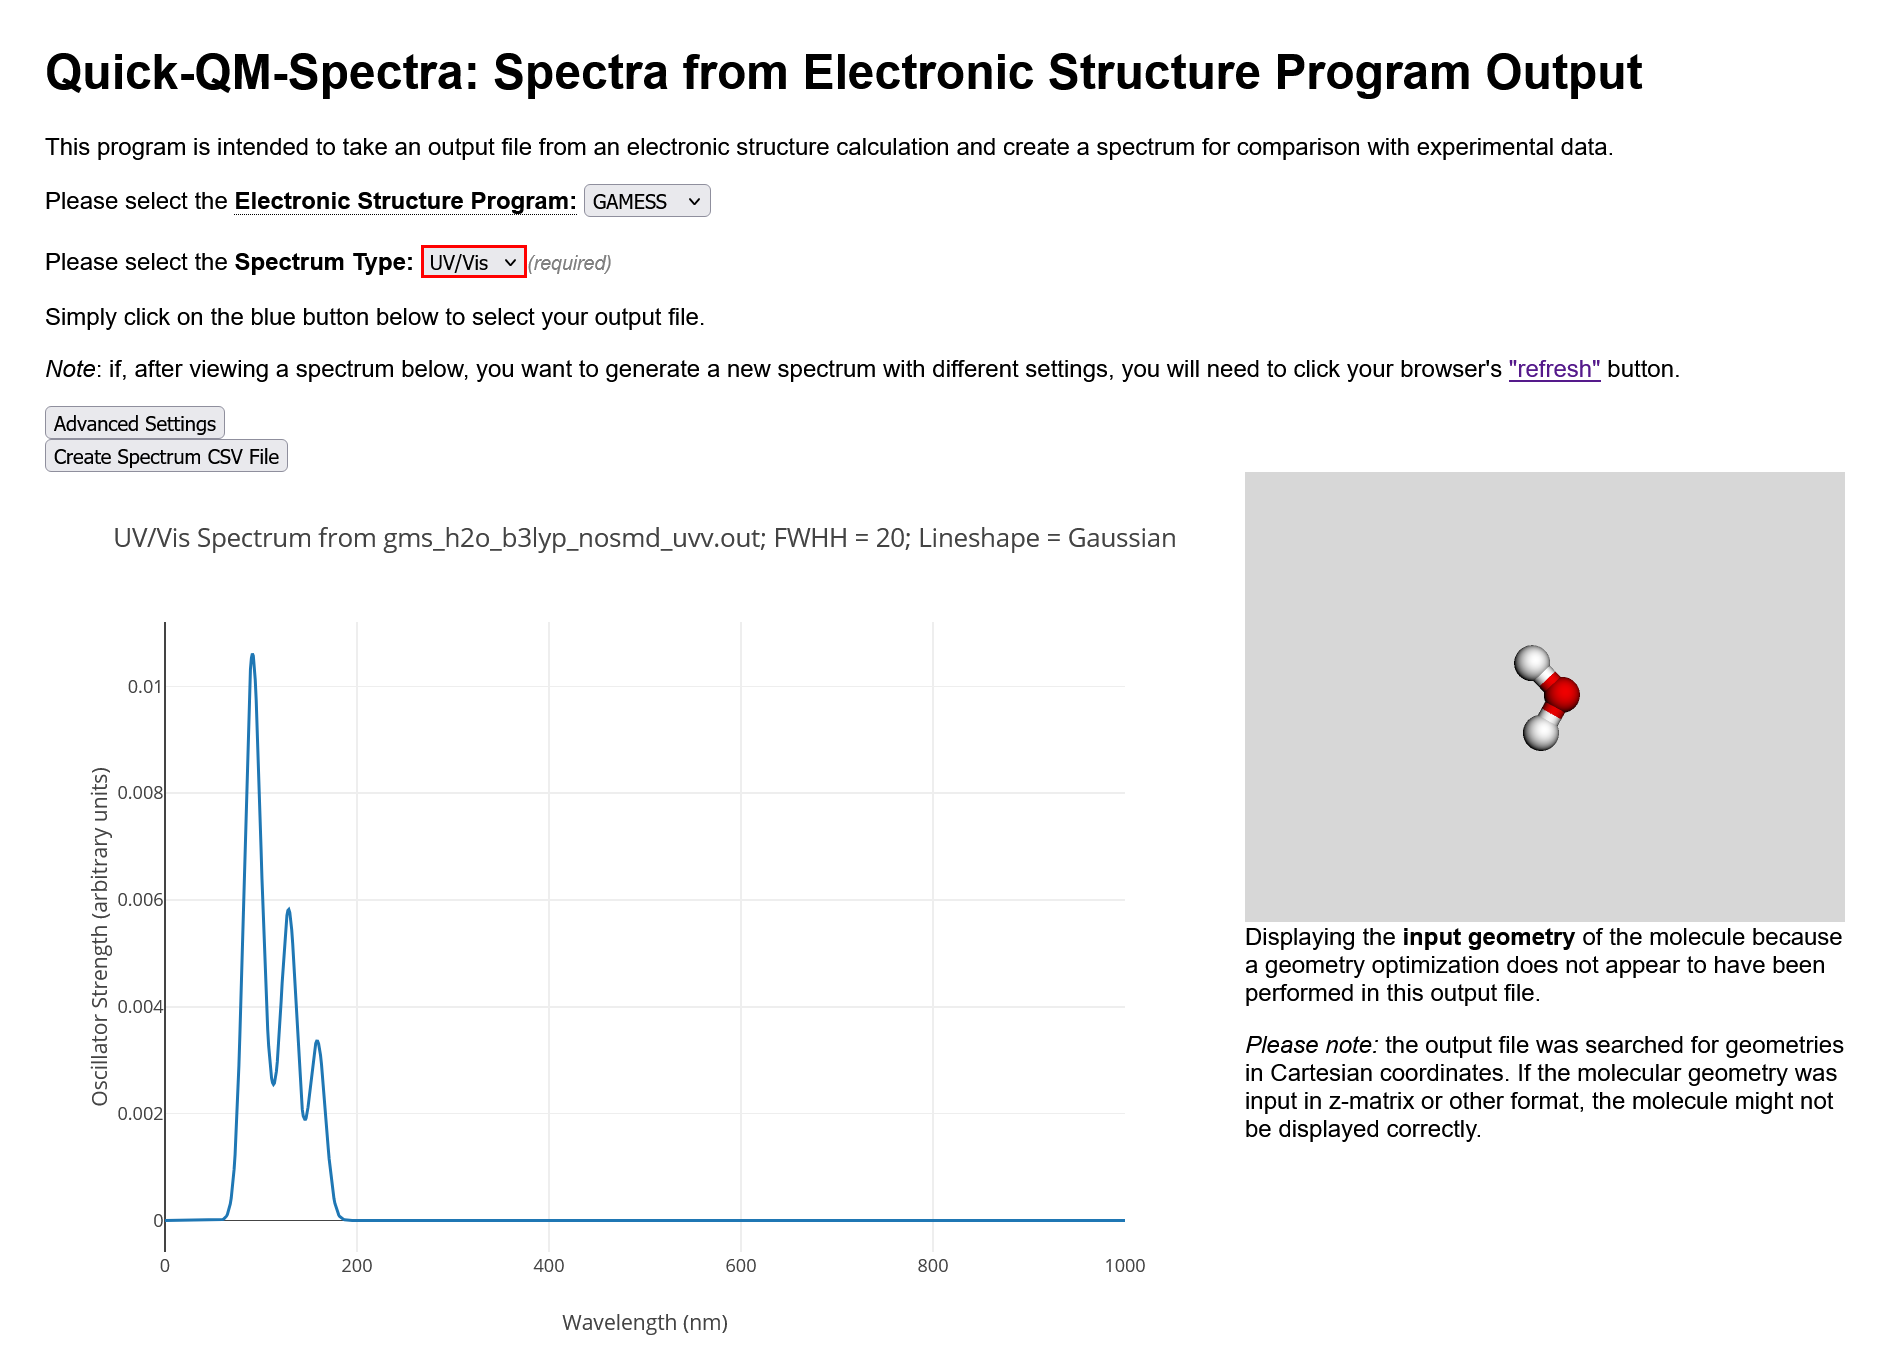 Quick-QM-Spectra: Spectra from Electronic Structure Program Output
This program is intended to take an output file from an electronic structure calculation and create a spectrum for comparison with experimental data.
Please select the Electronic Structure Program: GAMESS
Please select the Spectrum Type: UV/Vis (required)
Simply click on the blue button below to select your output file.
Note: if, after viewing a spectrum below, you want to generate a new spectrum with different settings, you will need to click your browser's "refresh" button.
Advanced Settings
Create Spectrum CSV File
UV/Vis Spectrum from gms_h2o_b3lyp_nosmd_uvv.out; FWHH = 20; Lineshape = Gaussian
Oscillator Strength (arbitrary units)
0.01
0.008
0.006
0.004
0.002
0
0 200 400 600 800 1000
Wavelength (nm)
Displaying the input geometry of the molecule because
a geometry optimization does not appear to have been
performed in this output file.
Please note: the output file was searched for geometries
in Cartesian coordinates. If the molecular geometry was
input in z-matrix or other format, the molecule might not
be displayed correctly.